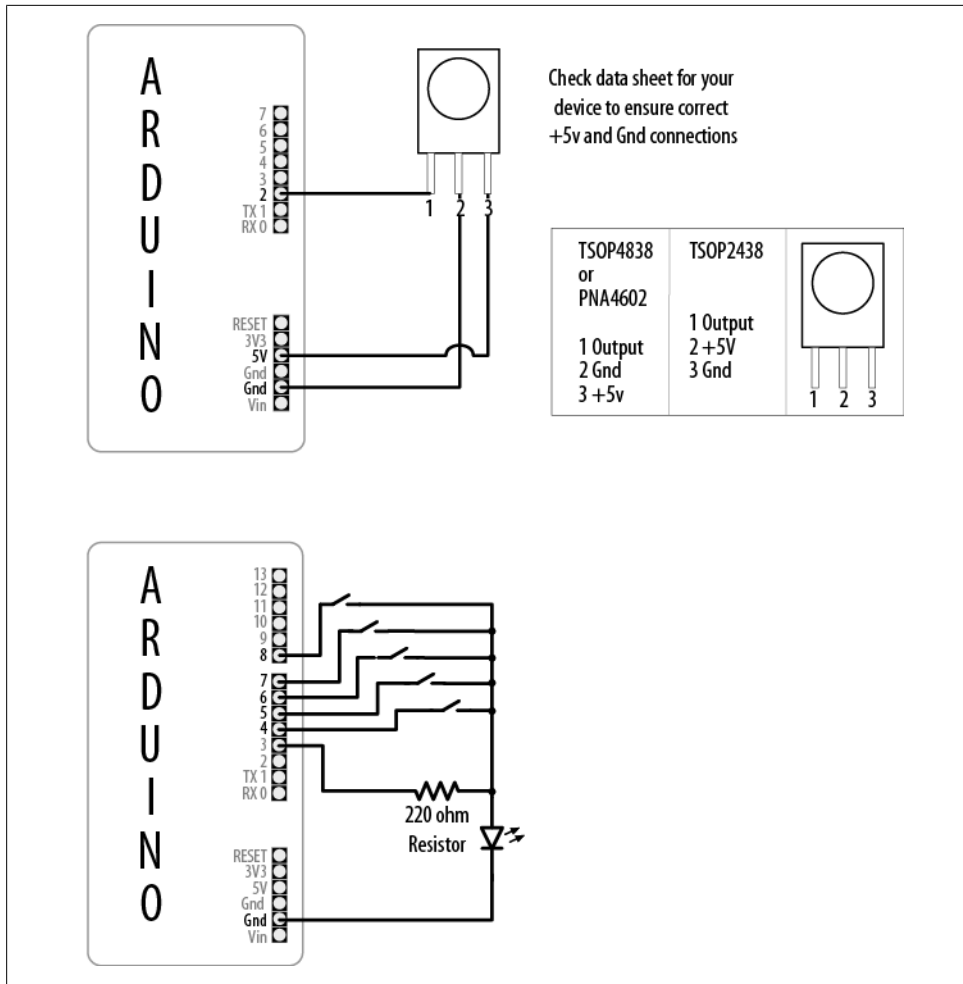 ARDUINO
7
6
5
4
3
2
TX 1
RX 0
RESET
3V3
5V
Gnd
Gnd
Vin
1 2 3
Check data sheet for your
device to ensure correct
+5v and Gnd connections
TSOP4838
or
PNA4602
1 Output
2 Gnd
3 +5v
TSOP2438
1 Output
2 +5V
3 Gnd
1 2 3
ARDUINO
13
12
11
10
9
8
7
6
5
4
3
2
TX 1
RX 0
RESET
3V3
5V
Gnd
Gnd
Vin
220 ohm
Resistor